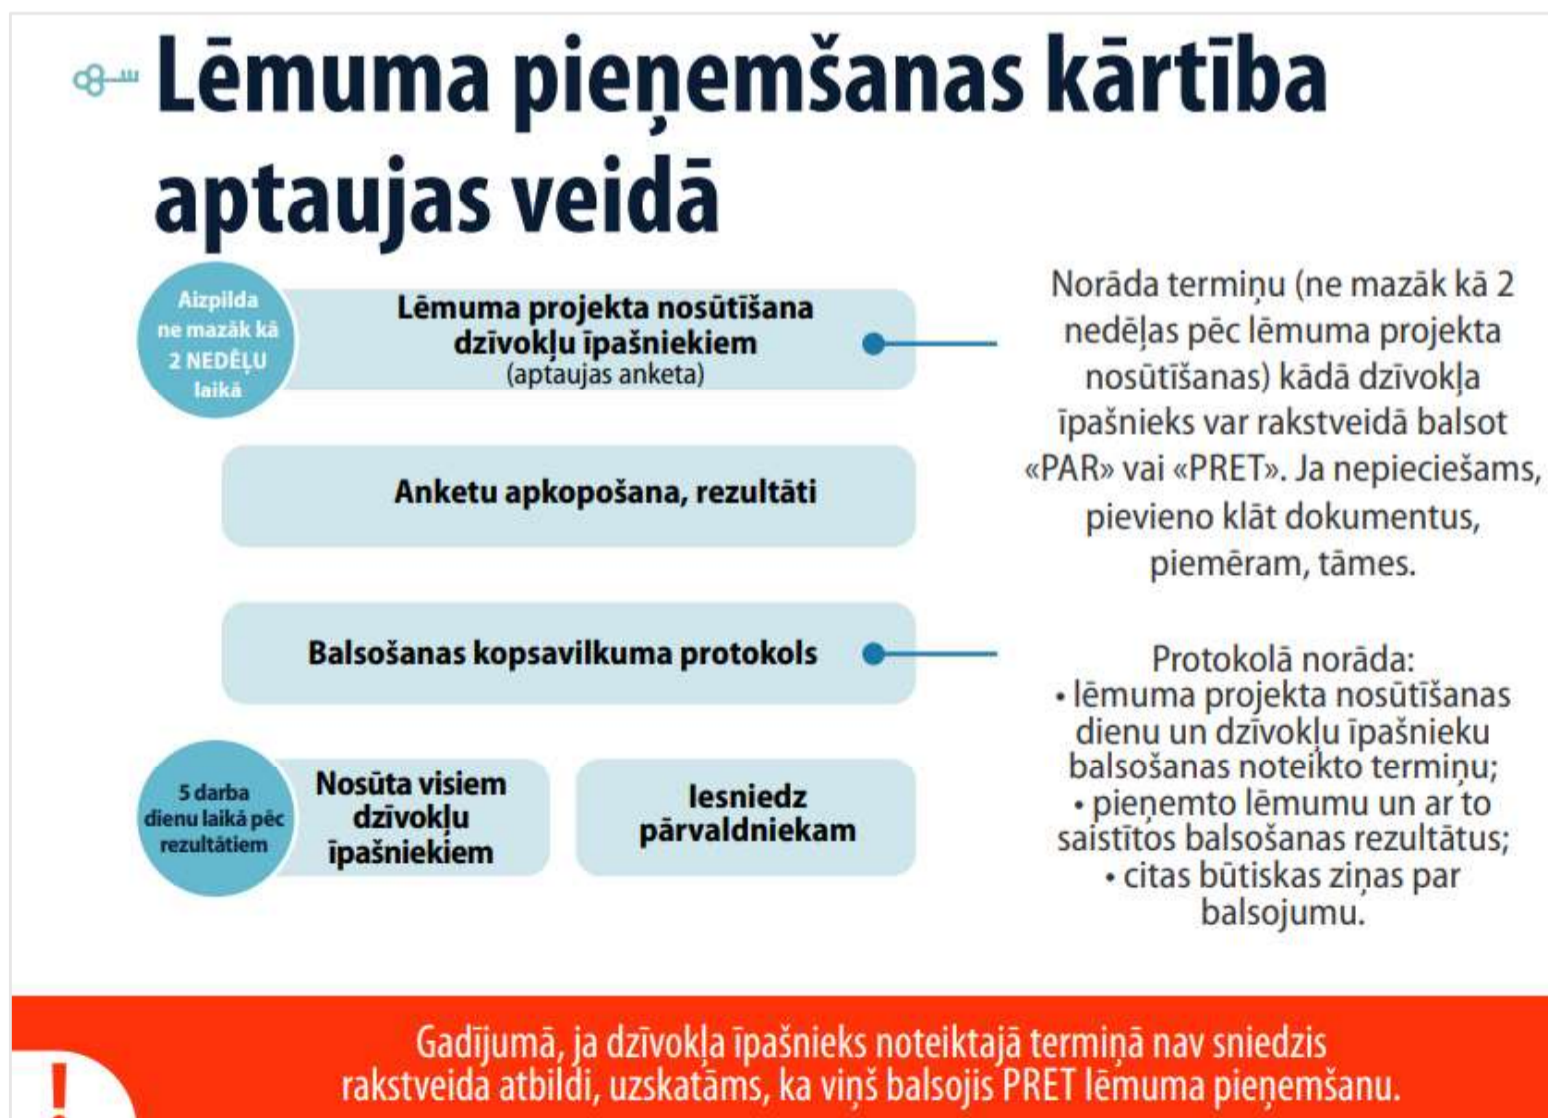 Lēmuma pieņemšanas kārtība
aptaujas veidā
Aizpilda
ne mazāk kā
2 NEDĒĻU
laikā
Lēmuma projekta nosūtīšana
dzīvokļu īpašniekiem
(aptaujas anketa)
Norāda termiņu (ne mazāk kā 2
nedēļas pēc lēmuma projekta
nosūtīšanas) kādā dzīvokļa
īpašnieks var rakstveidā balsot
«PAR» vai «PRET». Ja nepieciešams,
pievieno klāt dokumentus,
piemēram, tāmes.
Anketu apkopošana, rezultāti
Balsošanas kopsavilkuma protokols
Protokolā norāda:
• lēmuma projekta nosūtīšanas
dienu un dzīvokļu īpašnieku
balsošanas noteikto termiņu;
• pieņemto lēmumu un ar to
saistītos balsošanas rezultātus;
• citas būtiskas ziņas par
balsojumu.
5 darba
dienu laikā pēc
rezultātiem
Nosūta visiem
dzīvokļu
īpašniekiem
Iesniedz
pārvaldniekam
!
Gadījumā, ja dzīvokļa īpašnieks noteiktajā termiņā nav sniedzis
rakstveida atbildi, uzskatāms, ka viņš balsojis PRET lēmuma pieņemšanu.